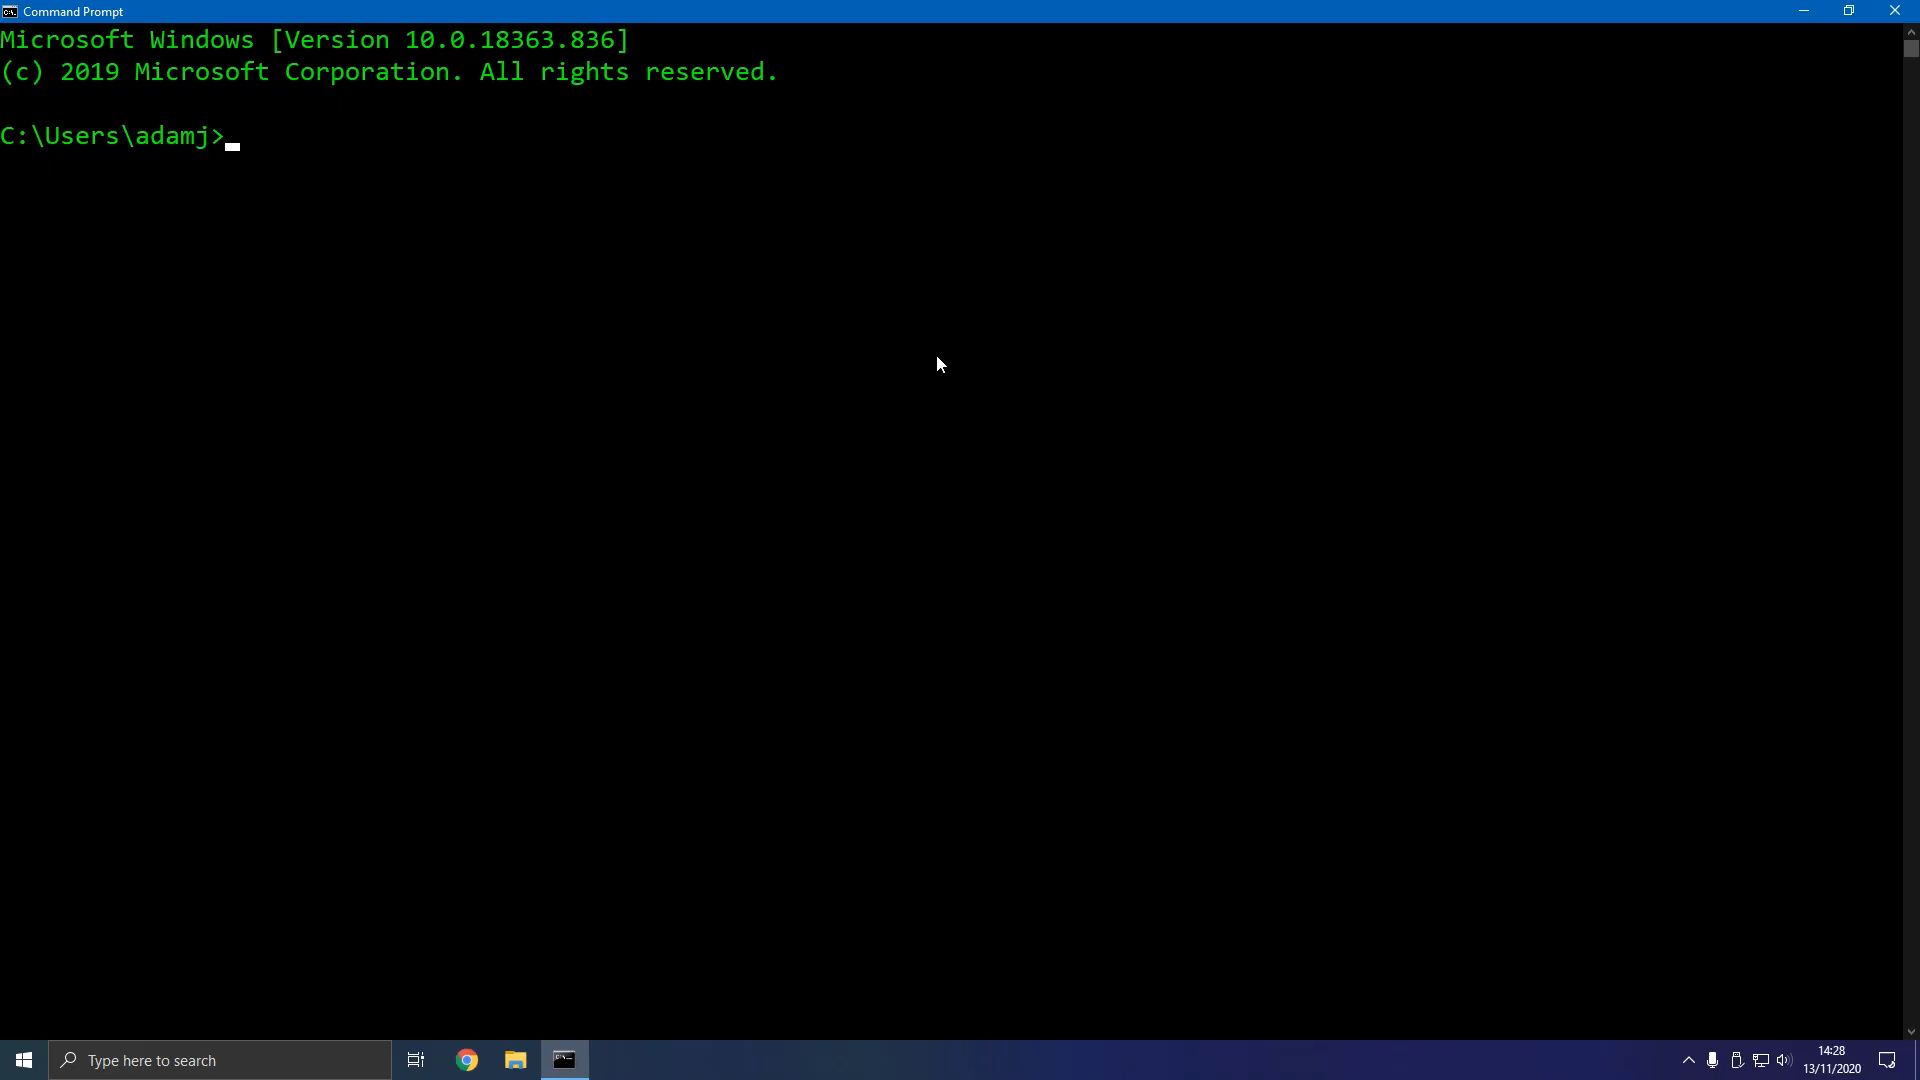 Command Prompt
Microsoft Windows [Version 10.0.18363.836]
(c) 2019 Microsoft Corporation. All rights reserved.
C:\Users\adamj>
Type here to search
14:28
13/11/2020